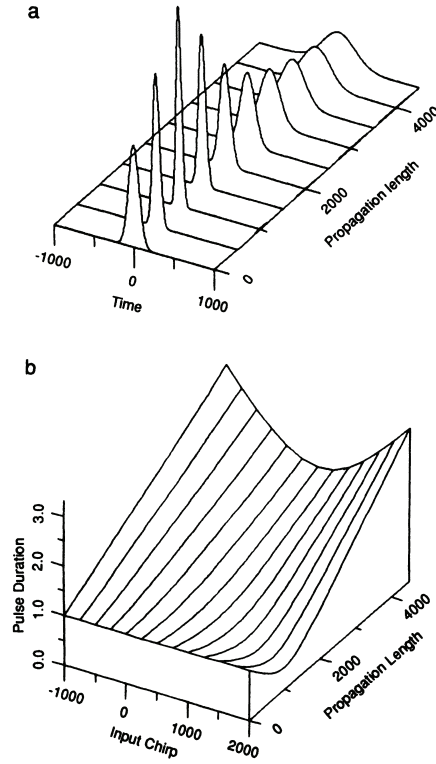 a
4000
2000
Propagation length
0
-1000
0
1000
Time
b
3.0
2.0
1.0
0.0
Pulse Duration
-1000
0
1000
2000
Input Chirp
0
2000
4000
Propagation Length